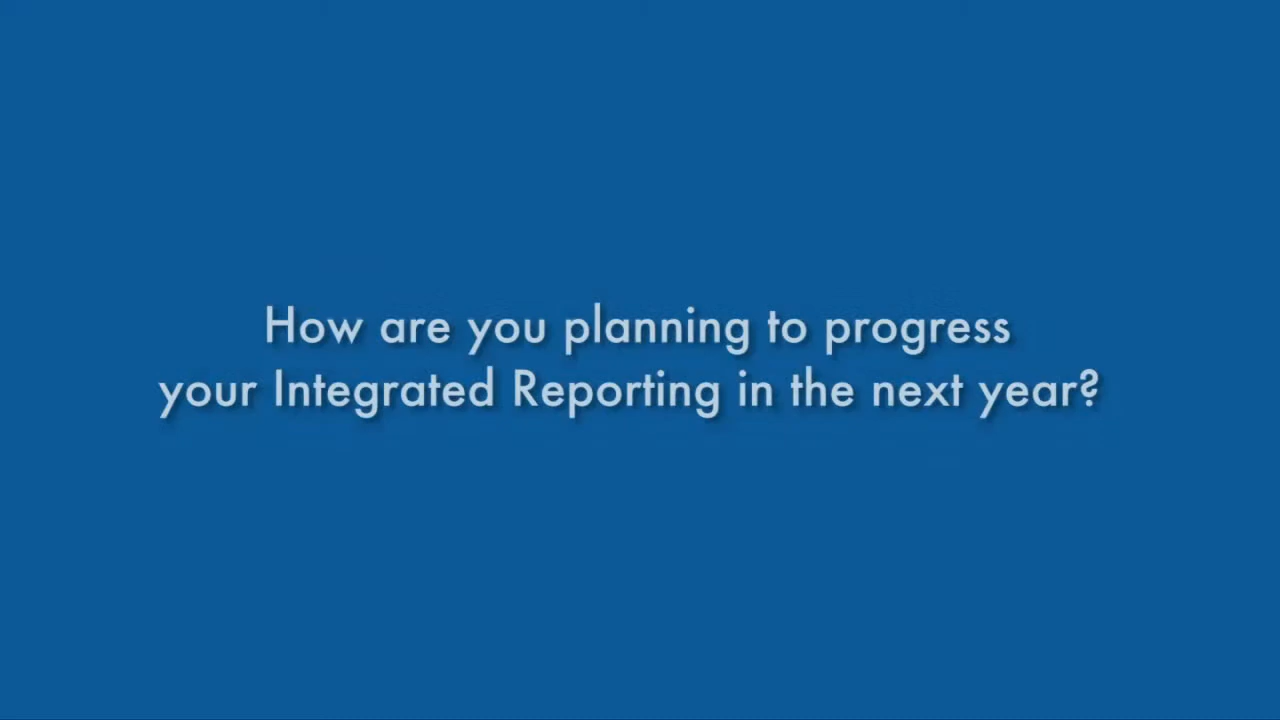 How are you planning to progress
your Integrated Reporting in the next year?